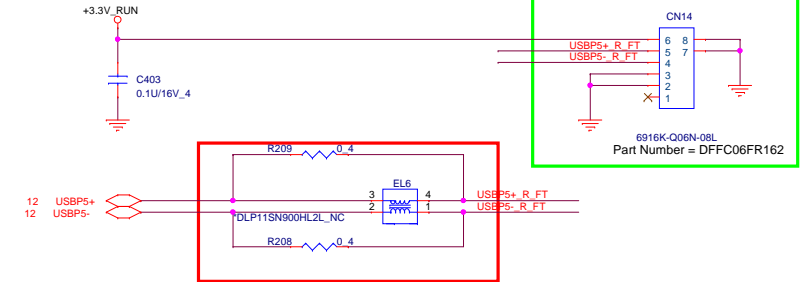 +3.3V_RUN
CN14
6 8
USBP5+_R_FT 5 7
USBP5-_R_FT 4
3
2
1
C403
0.1U/16V_4
6916K-Q06N-08L
Part Number = DFFC06FR162
R209 0_4
EL6
12 USBP5+ 3 4 USBP5+_R_FT
12 USBP5- 2 1 USBP5-_R_FT
*DLP11SN900HL2L_NC
R208 0_4